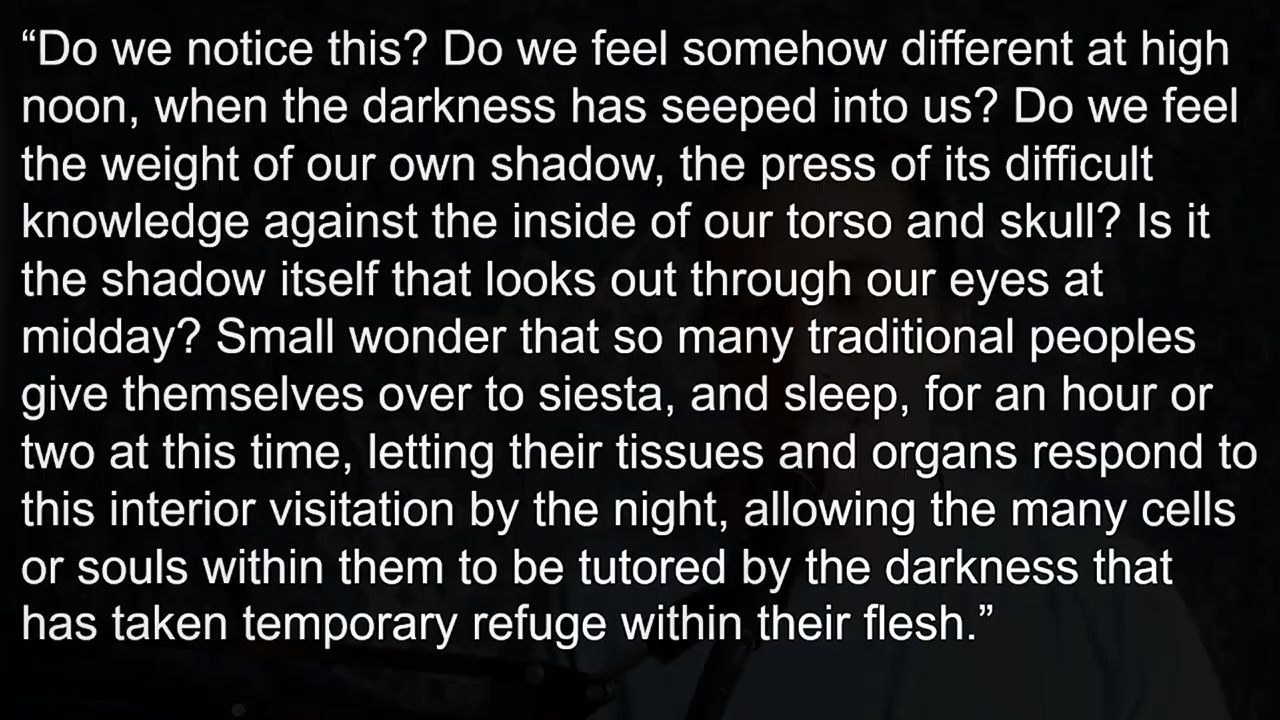 “Do we notice this? Do we feel somehow different at high
noon, when the darkness has seeped into us? Do we feel
the weight of our own shadow, the press of its difficult
knowledge against the inside of our torso and skull? Is it
the shadow itself that looks out through our eyes at
midday? Small wonder that so many traditional peoples
give themselves over to siesta, and sleep, for an hour or
two at this time, letting their tissues and organs respond to
this interior visitation by the night, allowing the many cells
or souls within them to be tutored by the darkness that
has taken temporary refuge within their flesh.”